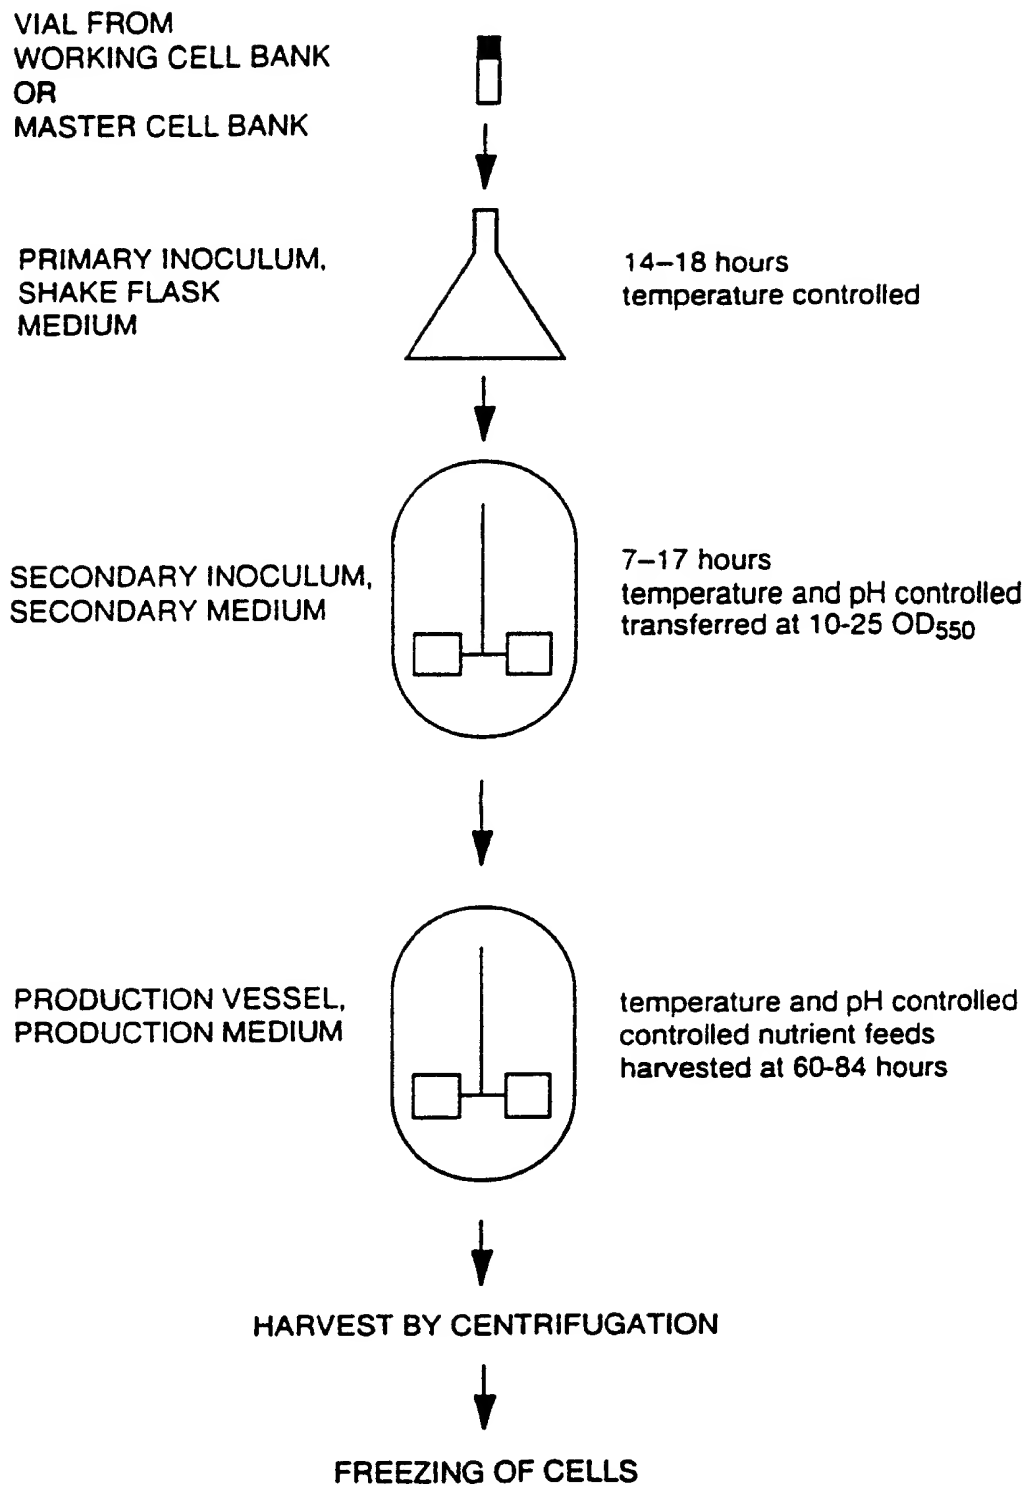 VIAL FROM
WORKING CELL BANK
OR
MASTER CELL BANK
PRIMARY INOCULUM,
SHAKE FLASK
MEDIUM
14–18 hours
temperature controlled
SECONDARY INOCULUM,
SECONDARY MEDIUM
7–17 hours
temperature and pH controlled
transferred at 10-25 OD550
PRODUCTION VESSEL,
PRODUCTION MEDIUM
temperature and pH controlled
controlled nutrient feeds
harvested at 60-84 hours
HARVEST BY CENTRIFUGATION
FREEZING OF CELLS